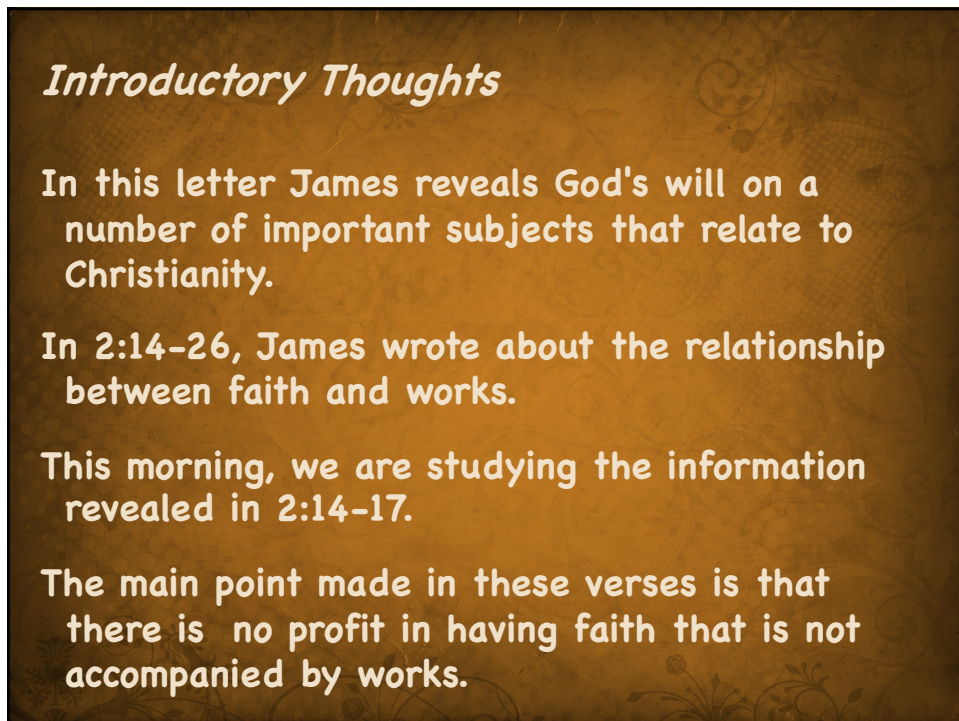 Introductory Thoughts
In this letter James reveals God's will on a
number of important subjects that relate to
Christianity.
In 2:14-26, James wrote about the relationship
between faith and works.
This morning, we are studying the information
revealed in 2:14-17.
The main point made in these verses is that
there is  no profit in having faith that is not
accompanied by works.